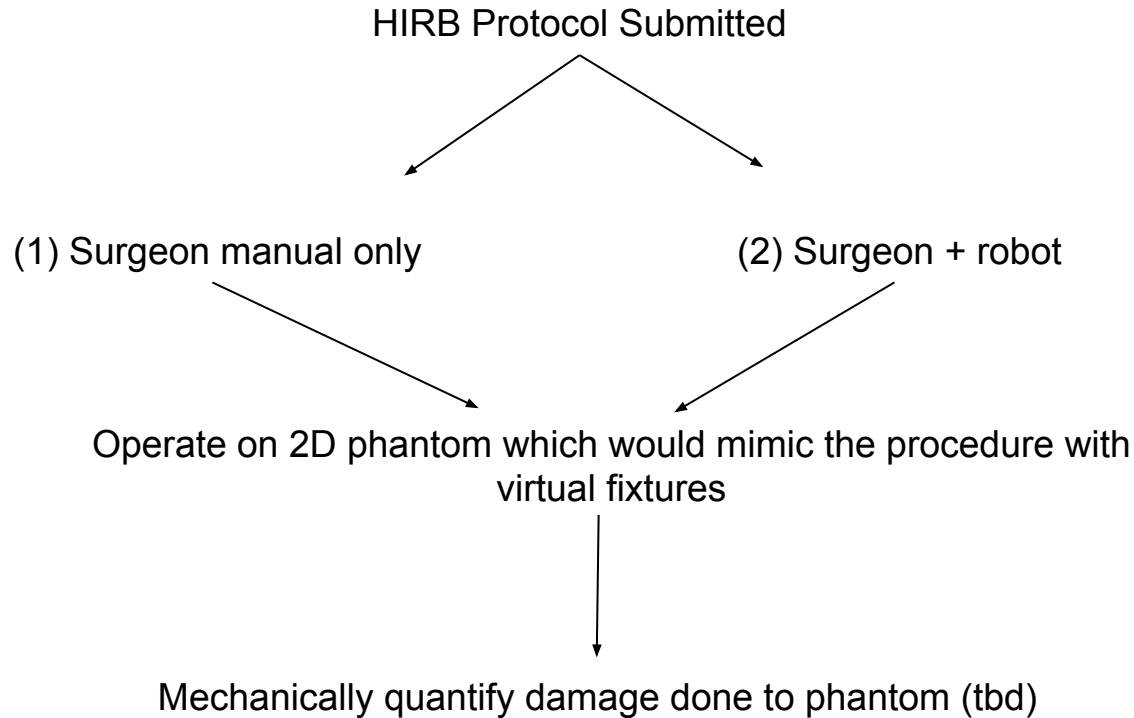 HIRB Protocol Submitted
(1) Surgeon manual only
(2) Surgeon + robot
Operate on 2D phantom which would mimic the procedure with
virtual fixtures
Mechanically quantify damage done to phantom (tbd)